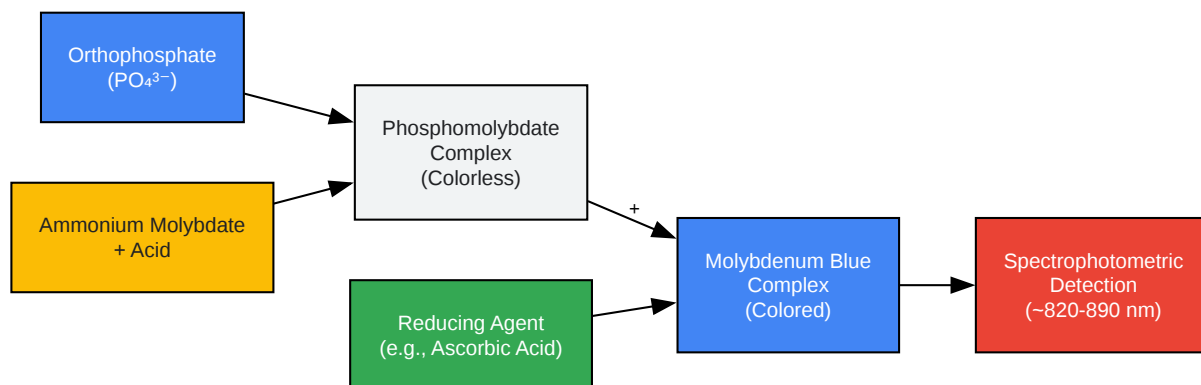 Orthophosphate
(PO₄³⁻)
Ammonium Molybdate
+ Acid
Phosphomolybdate
Complex
(Colorless)
+
Reducing Agent
(e.g., Ascorbic Acid)
Molybdenum Blue
Complex
(Colored)
Spectrophotometric
Detection
(~820-890 nm)